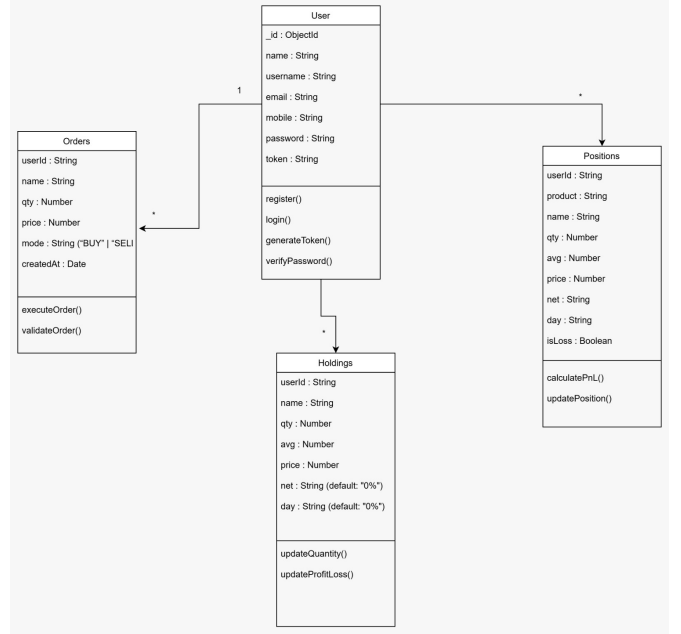 User
_id : ObjectId
name : String
username : String
email : String
mobile : String
password : String
token : String
register()
login()
generateToken()
verifyPassword()
1
*
*
*
Orders
userId : String
name : String
qty : Number
price : Number
mode : String (“BUY” | “SELI
createdAt : Date
executeOrder()
validateOrder()
Positions
userId : String
product : String
name : String
qty : Number
avg : Number
price : Number
net : String
day : String
isLoss : Boolean
calculatePnL()
updatePosition()
Holdings
userId : String
name : String
qty : Number
avg : Number
price : Number
net : String (default: "0%")
day : String (default: "0%")
updateQuantity()
updateProfitLoss()